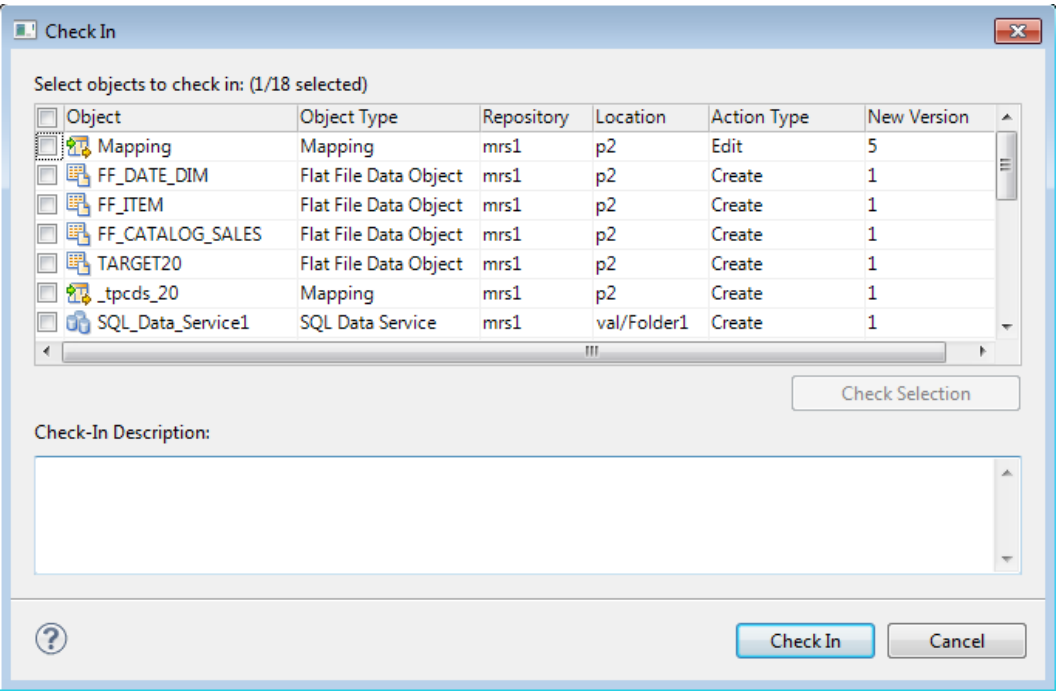 Check In
Select objects to check in: (1/18 selected)
Object Object Type Repository Location Action Type New Version
Mapping Mapping mrs1 p2 Edit 5
FF_DATE_DIM Flat File Data Object mrs1 p2 Create 1
FF_ITEM Flat File Data Object mrs1 p2 Create 1
FF_CATALOG_SALES Flat File Data Object mrs1 p2 Create 1
TARGET20 Flat File Data Object mrs1 p2 Create 1
_tpcds_20 Mapping mrs1 p2 Create 1
SQL_Data_Service1 SQL Data Service mrs1 val/Folder1 Create 1
Check Selection
Check-In Description:
? Check In Cancel